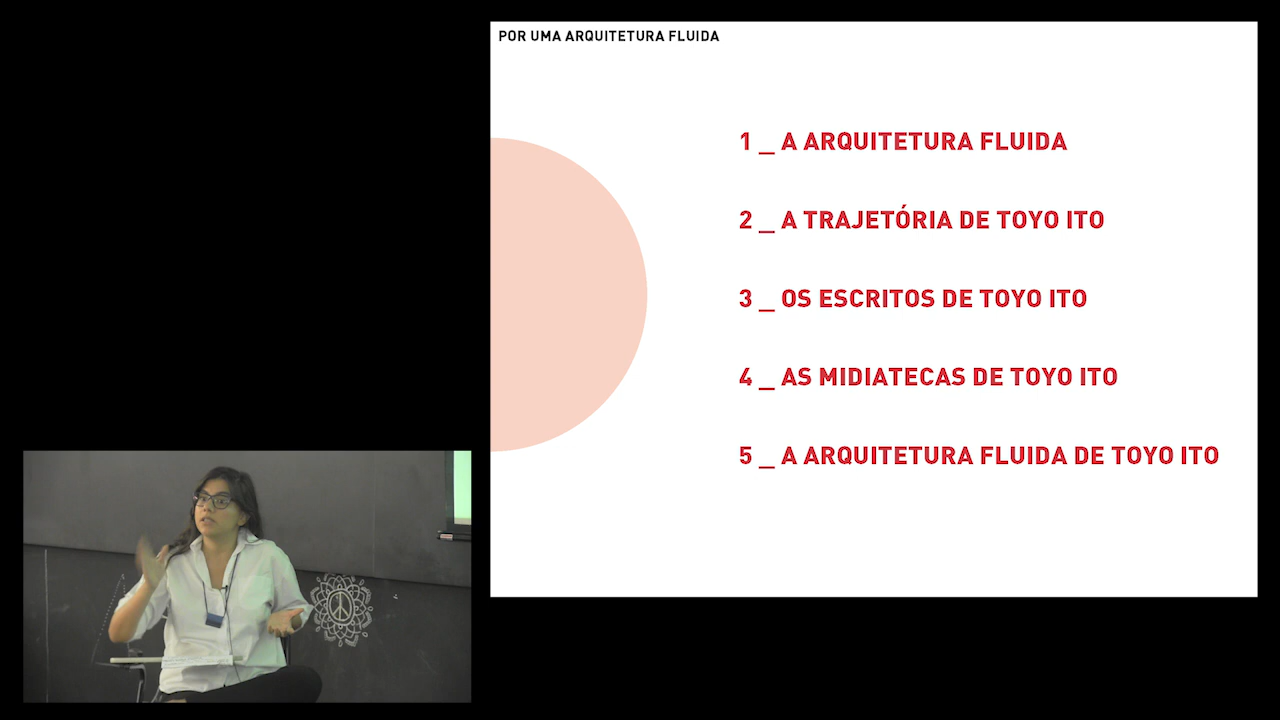 POR UMA ARQUITETURA FLUIDA
1 _ A ARQUITETURA FLUIDA
2 _ A TRAJETÓRIA DE TOYO ITO
3 _ OS ESCRITOS DE TOYO ITO
4 _ AS MIDIATECAS DE TOYO ITO
5 _ A ARQUITETURA FLUIDA DE TOYO ITO